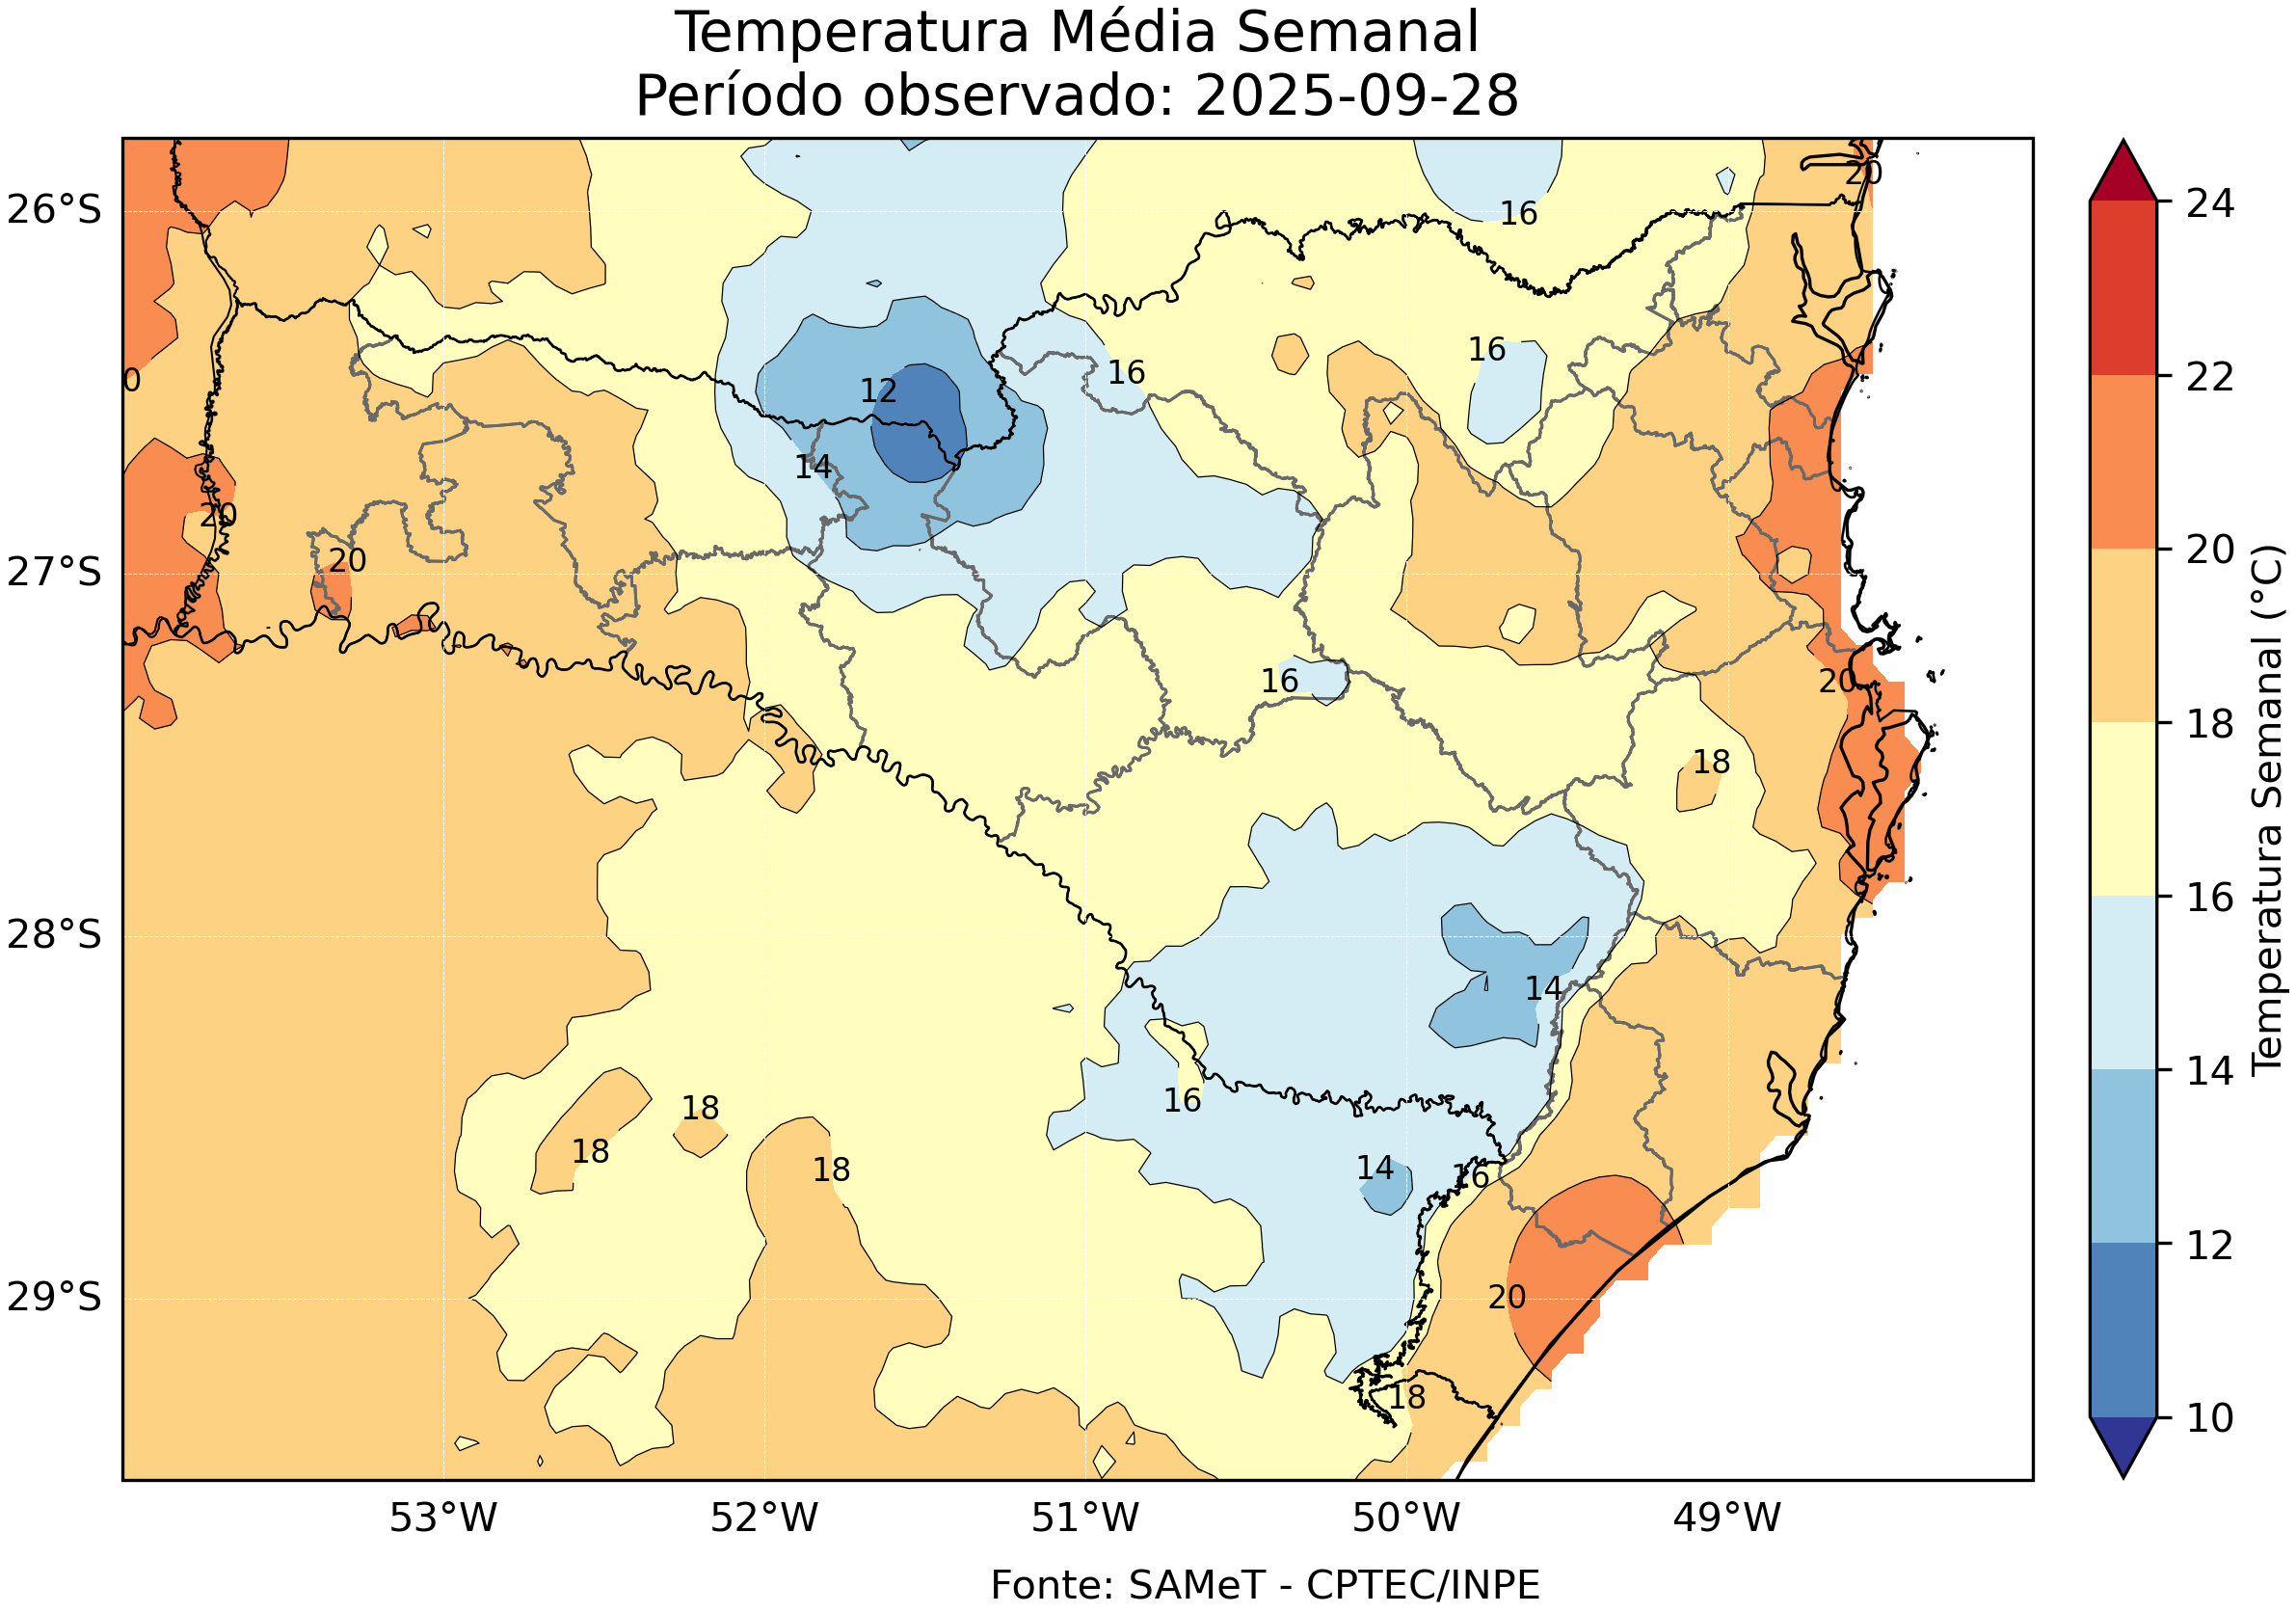 Temperatura Média Semanal
Período observado: 2025-09-28
26°S
27°S
28°S
29°S
53°W
52°W
51°W
50°W
49°W
20
16
0
16
16
12
14
20
20
16
20
18
14
18
18
18
16
14
16
20
18
24
22
20
18
16
14
12
10
Temperatura Semanal (°C)
Fonte: SAMeT - CPTEC/INPE